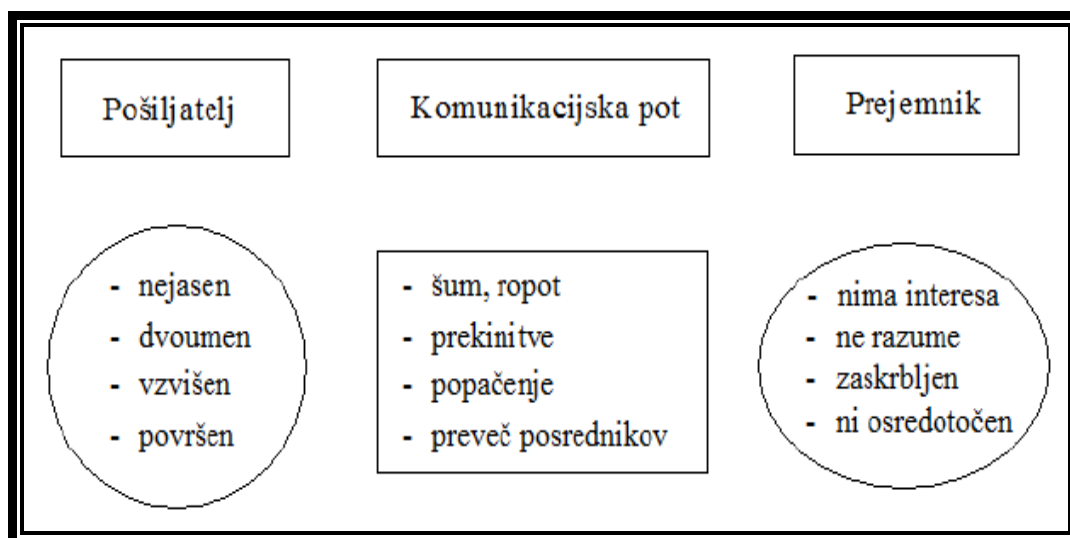 Pošiljatelj
Komunikacijska pot
Prejemnik
- nejasen
- dvoumen
- vzvišen
- površen
- šum, ropot
- prekinitve
- popačenje
- preveč posrednikov
- nima interesa
- ne razume
- zaskrbljen
- ni osredotočen